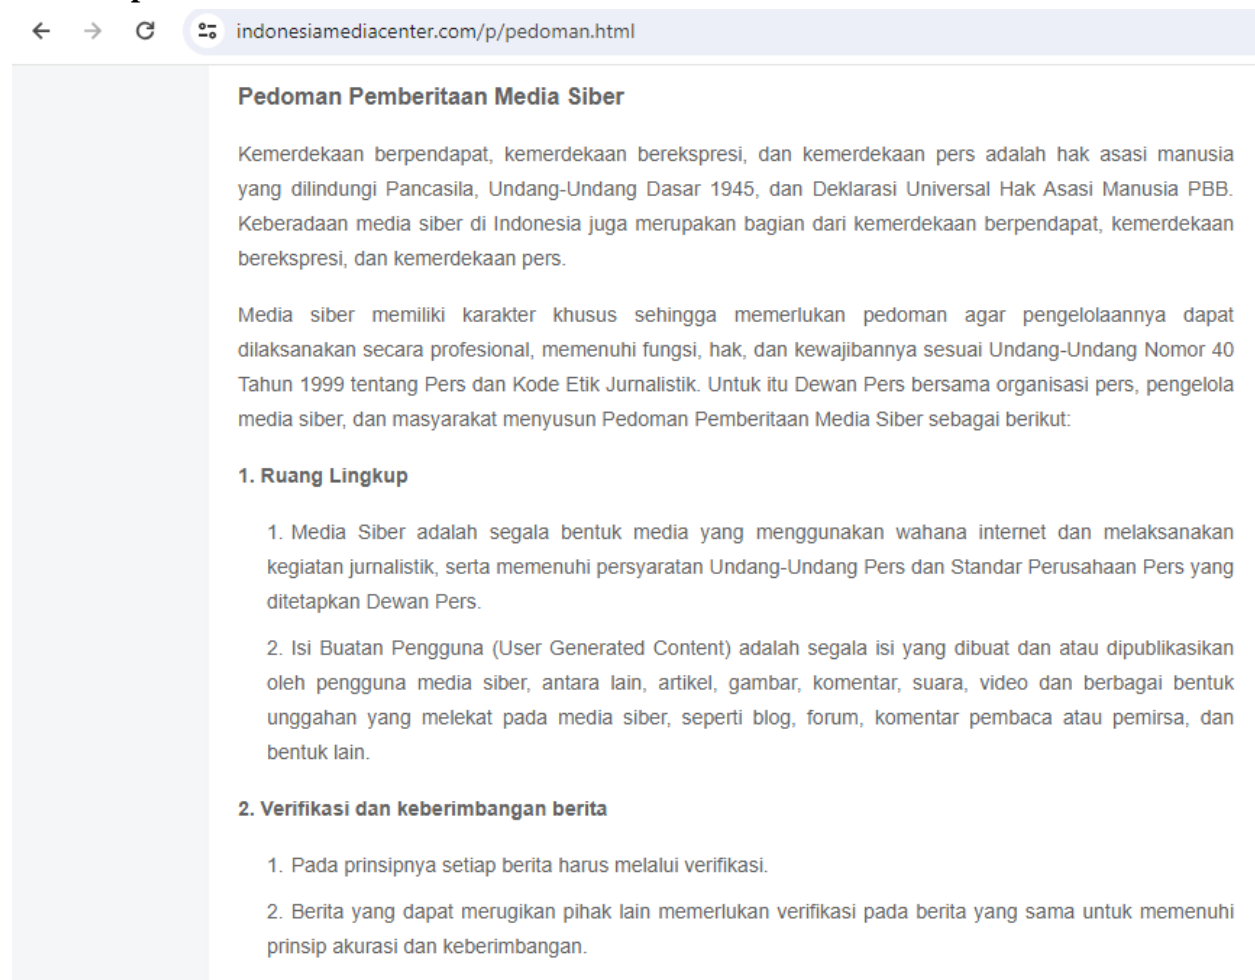 indonesiamediacenter.com/p/pedoman.html
Pedoman Pemberitaan Media Siber
Kemerdekaan berpendapat, kemerdekaan berekspresi, dan kemerdekaan pers adalah hak asasi manusia
yang dilindungi Pancasila, Undang-Undang Dasar 1945, dan Deklarasi Universal Hak Asasi Manusia PBB.
Keberadaan media siber di Indonesia juga merupakan bagian dari kemerdekaan berpendapat, kemerdekaan
berekspresi, dan kemerdekaan pers.
Media siber memiliki karakter khusus sehingga memerlukan pedoman agar pengelolaannya dapat
dilaksanakan secara profesional, memenuhi fungsi, hak, dan kewajibannya sesuai Undang-Undang Nomor 40
Tahun 1999 tentang Pers dan Kode Etik Jurnalistik. Untuk itu Dewan Pers bersama organisasi pers, pengelola
media siber, dan masyarakat menyusun Pedoman Pemberitaan Media Siber sebagai berikut:
1. Ruang Lingkup
1. Media Siber adalah segala bentuk media yang menggunakan wahana internet dan melaksanakan
kegiatan jurnalistik, serta memenuhi persyaratan Undang-Undang Pers dan Standar Perusahaan Pers yang
ditetapkan Dewan Pers.
2. Isi Buatan Pengguna (User Generated Content) adalah segala isi yang dibuat dan atau dipublikasikan
oleh pengguna media siber, antara lain, artikel, gambar, komentar, suara, video dan berbagai bentuk
unggahan yang melekat pada media siber, seperti blog, forum, komentar pembaca atau pemirsa, dan
bentuk lain.
2. Verifikasi dan keberimbangan berita
1. Pada prinsipnya setiap berita harus melalui verifikasi.
2. Berita yang dapat merugikan pihak lain memerlukan verifikasi pada berita yang sama untuk memenuhi
prinsip akurasi dan keberimbangan.